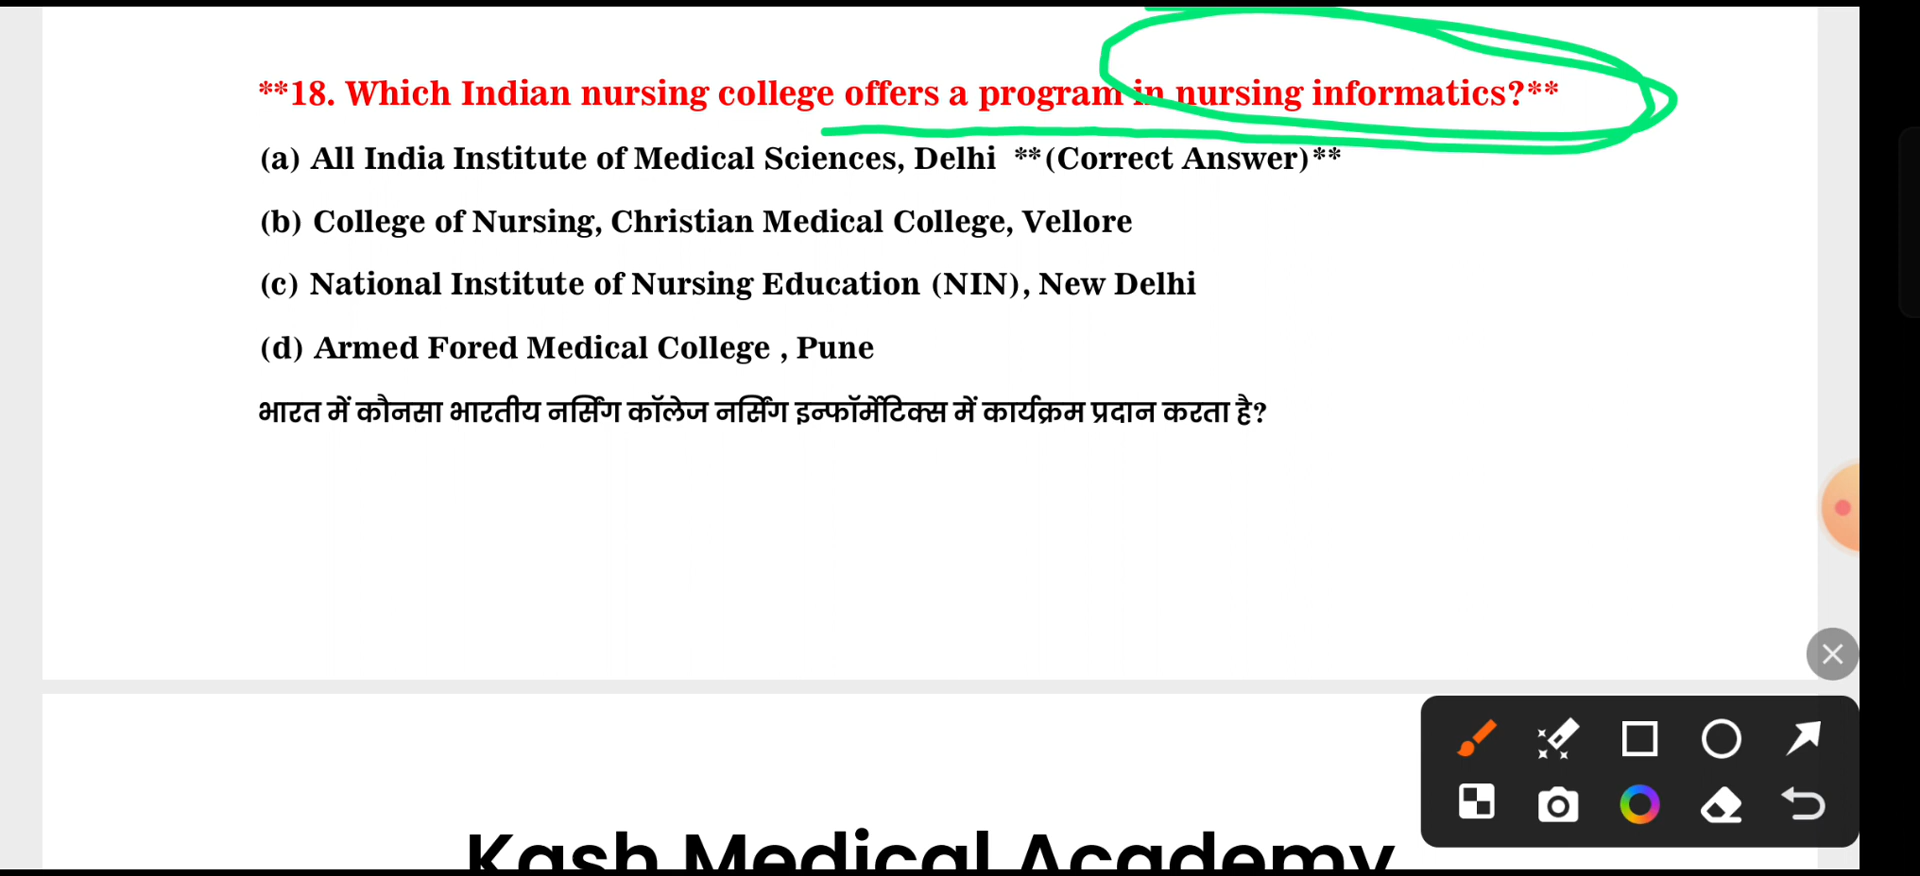 **18. Which Indian nursing college offers a program in nursing informatics?**
(a) All India Institute of Medical Sciences, Delhi **(Correct Answer)**
(b) College of Nursing, Christian Medical College, Vellore
(c) National Institute of Nursing Education (NIN), New Delhi
(d) Armed Fored Medical College , Pune
भारत में कौनसा भारतीय नर्सिंग कॉलेज नर्सिंग इन्फॉर्मेटिक्स में कार्यक्रम प्रदान करता है?
Kash Medical Academy